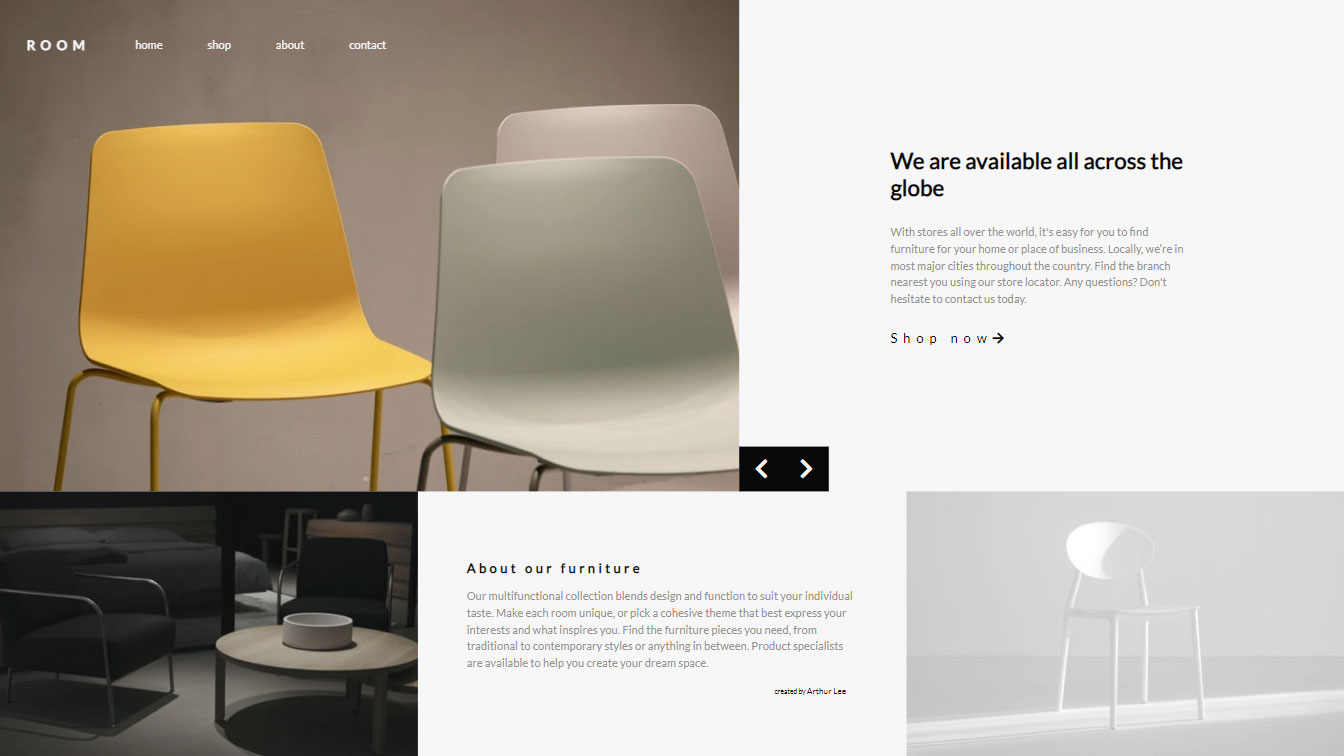 ROOM home shop about contact
We are available all across the
globe
With stores all over the world, it's easy for you to find
furniture for your home or place of business. Locally, we're in
most major cities throughout the country. Find the branch
nearest you using our store locator. Any questions? Don't
hesitate to contact us today.
Shop now
About our furniture
Our multifunctional collection blends design and function to suit your individual
taste. Make each room unique, or pick a cohesive theme that best express your
interests and what inspires you. Find the furniture pieces you need, from
traditional to contemporary styles or anything in between. Product specialists
are available to help you create your dream space.
created by Arthur Lee